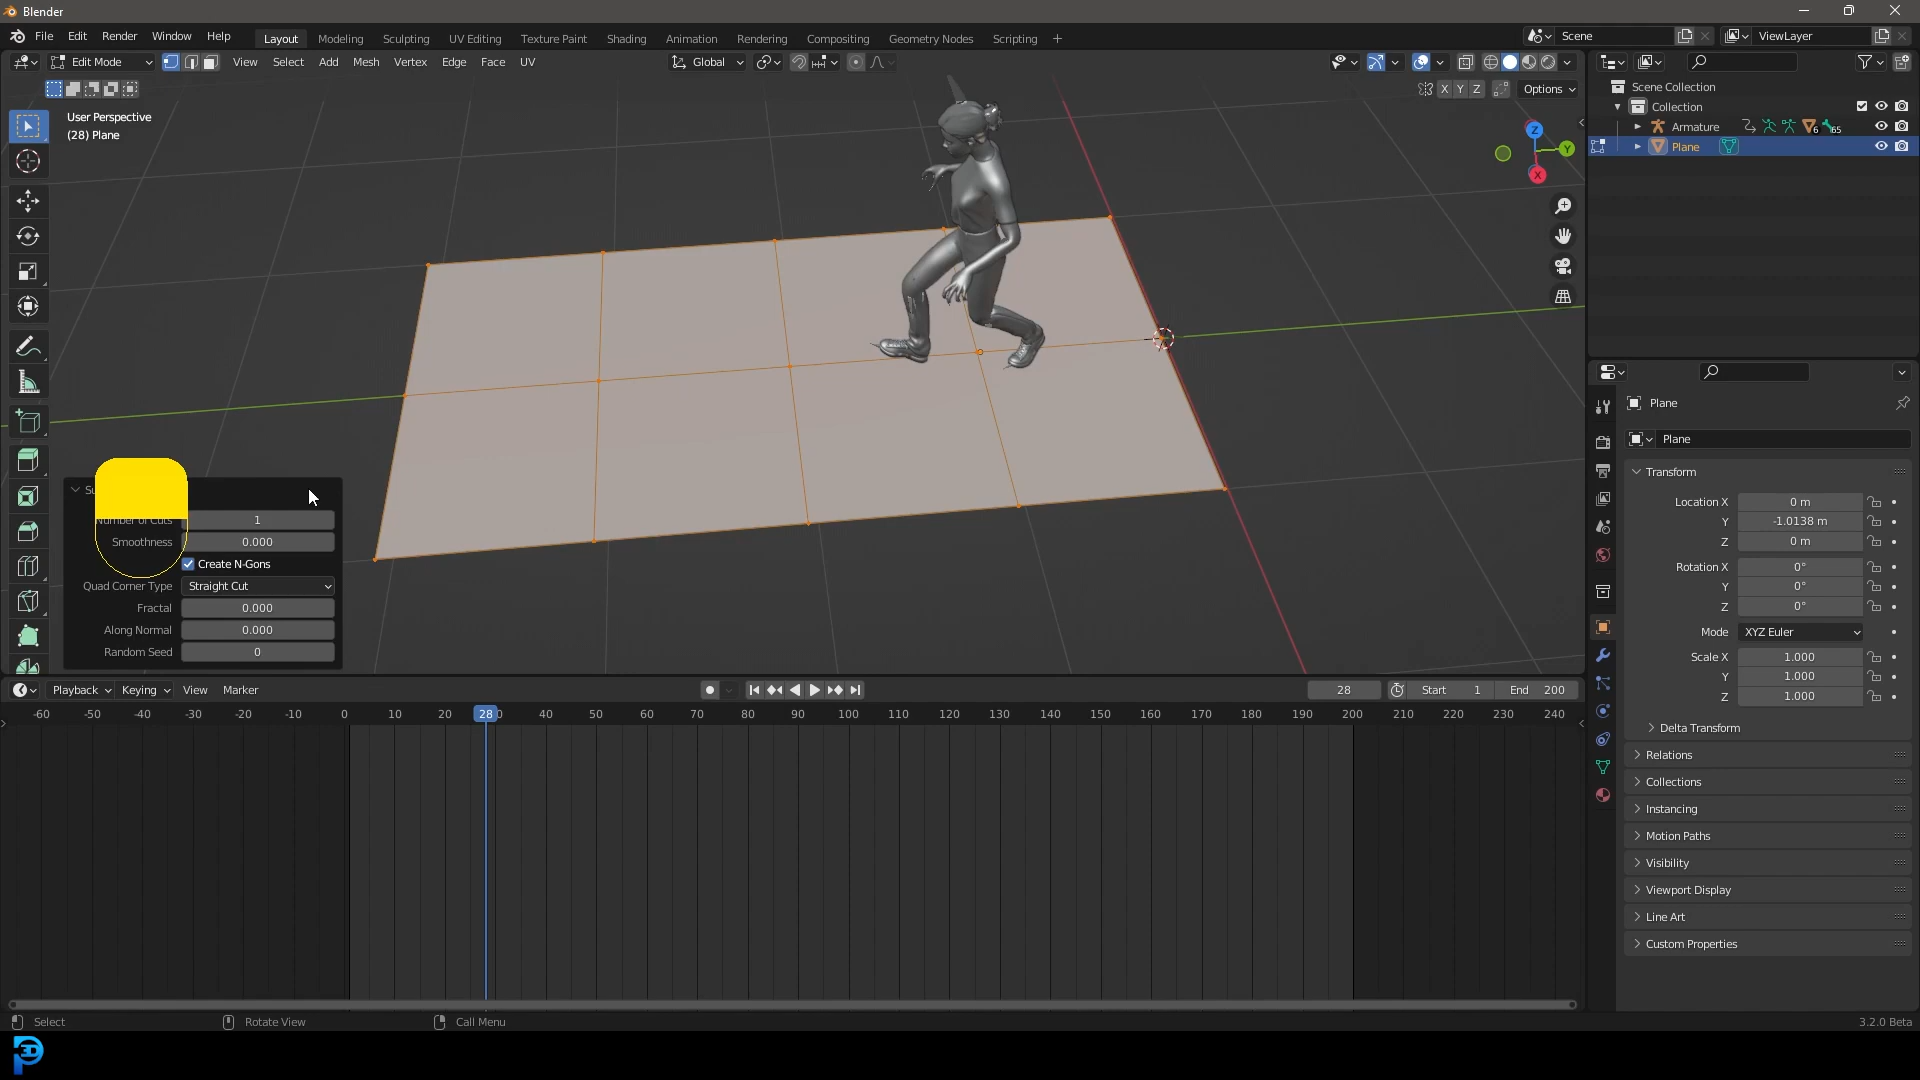 Blender
File Edit Render Window Help
Layout Modeling Sculpting UV Editing Texture Paint Shading Animation Rendering Compositing Geometry Nodes Scripting +
Scene
ViewLayer
Edit Mode View Select Add Mesh Vertex Edge Face UV
Global
X Y Z Options
User Perspective
(28) Plane
Z
Y
X
Scene Collection
Collection
Armature 6 65
Plane
Number of Cuts 1
Smoothness 0.000
Create N-Gons
Quad Corner Type Straight Cut
Fractal 0.000
Along Normal 0.000
Random Seed 0
Plane
Plane
Transform
Location X 0 m
Y -1.0138 m
Z 0 m
Rotation X 0°
Y 0°
Z 0°
Mode XYZ Euler
Scale X 1.000
Y 1.000
Z 1.000
Delta Transform
Relations
Collections
Instancing
Motion Paths
Visibility
Viewport Display
Line Art
Custom Properties
Playback Keying View Marker
28 Start 1 End 200
-60 -50 -40 -30 -20 -10 0 10 20 28 40 50 60 70 80 90 100 110 120 130 140 150 160 170 180 190 200 210 220 230 240
Select Rotate View Call Menu
3.2.0 Beta